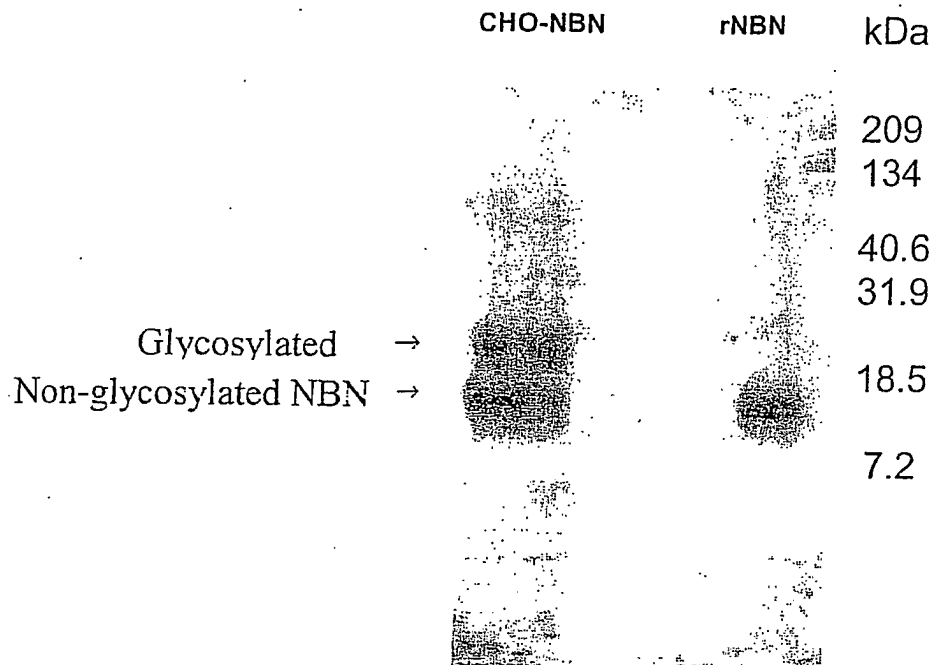 CHO-NBN rNBN kDa
209
134
40.6
31.9
Glycosylated →
18.5
Non-glycosylated NBN →
7.2